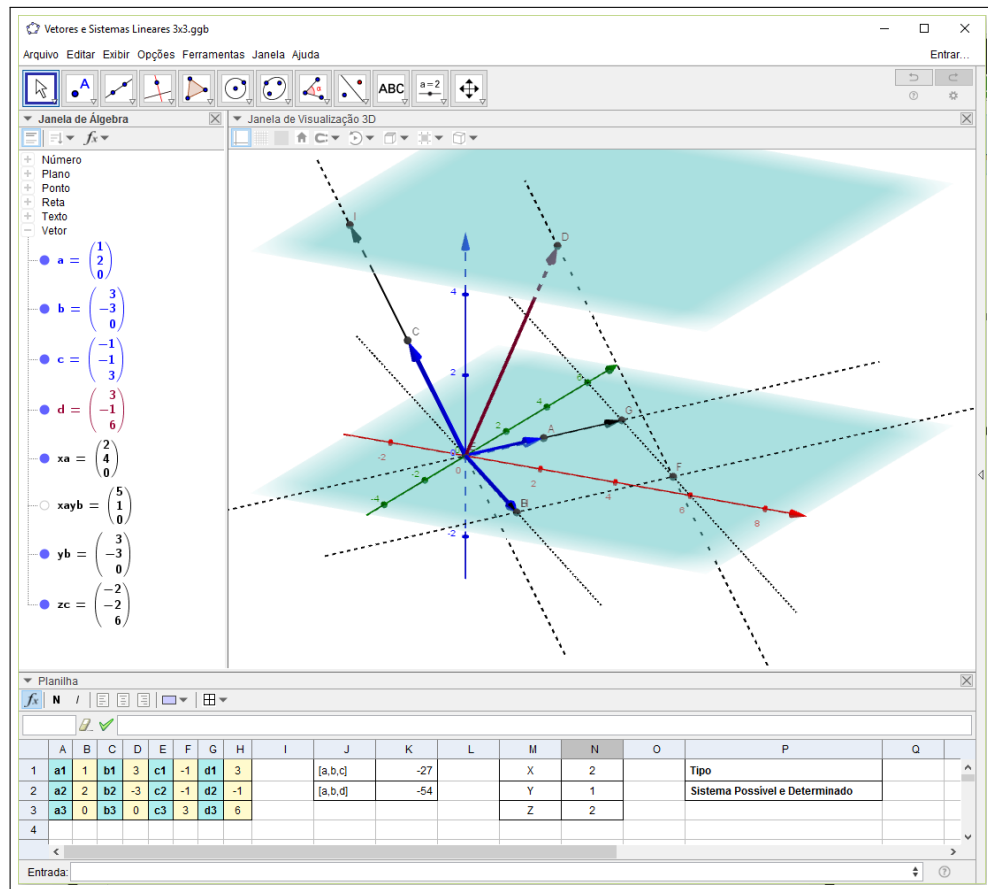 Vetores e Sistemas Lineares 3x3.ggb
Arquivo Editar Exibir Opções Ferramentas Janela Ajuda
Entrar...
A
ABC
a=2
Janela de Álgebra
Janela de Visualização 3D
fx
Número
Plano
Ponto
Reta
Texto
Vetor
a = (1 2 0)
b = (3 −3 0)
c = (−1 −1 3)
d = (3 −1 6)
xa = (2 4 0)
xayb = (5 1 0)
yb = (3 −3 0)
zc = (−2 −2 6)
I
D
4
C
2
6
4
G
2
A
-2
0
0
2
F
-2
4
B
6
-4
8
-2
Planilha
fx N I
A B C D E F G H I J K L M N O P Q
1 a1 1 b1 3 c1 -1 d1 3 [a,b,c] -27 X 2 Tipo
2 a2 2 b2 -3 c2 -1 d2 -1 [a,b,d] -54 Y 1 Sistema Possível e Determinado
3 a3 0 b3 0 c3 3 d3 6 Z 2
4
Entrada: